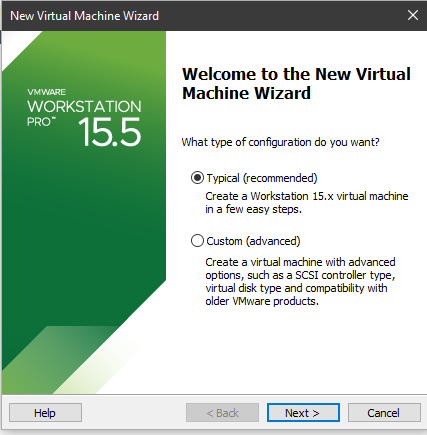 New Virtual Machine Wizard
VMWARE
WORKSTATION
PRO™ 15.5
Welcome to the New Virtual
Machine Wizard
What type of configuration do you want?
Typical (recommended)
Create a Workstation 15.x virtual machine
in a few easy steps.
Custom (advanced)
Create a virtual machine with advanced
options, such as a SCSI controller type,
virtual disk type and compatibility with
older VMware products.
Help
< Back
Next >
Cancel